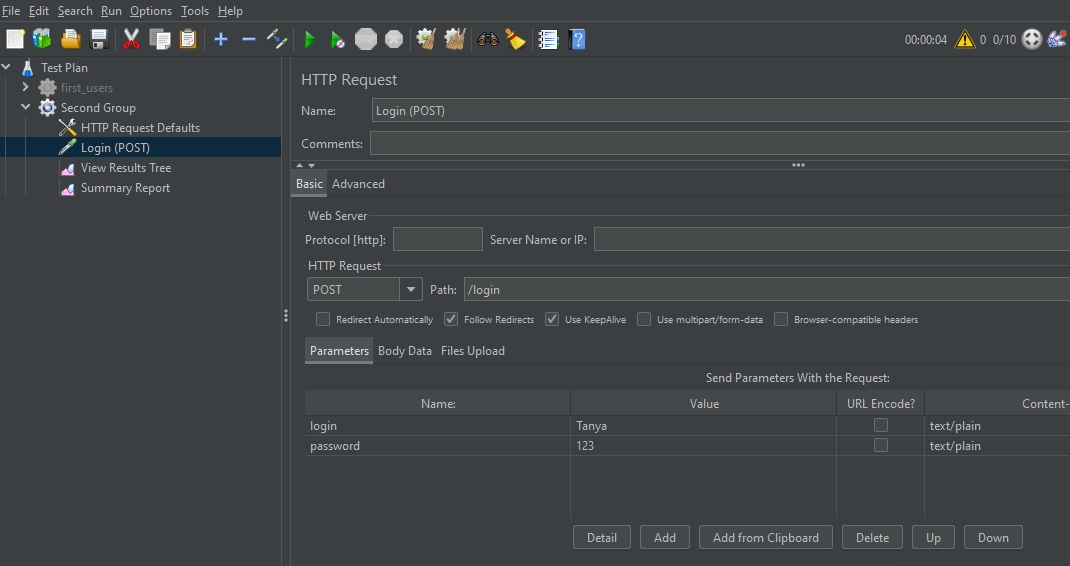 File Edit Search Run Options Tools Help
STOP 00:00:04 0 0/10
Test Plan
first_users
Second Group
HTTP Request Defaults
Login (POST)
View Results Tree
Summary Report
HTTP Request
Name: Login (POST)
Comments:
Basic Advanced
Web Server
Protocol [http]: Server Name or IP:
HTTP Request
POST Path: /login
Redirect Automatically Follow Redirects Use KeepAlive Use multipart/form-data Browser-compatible headers
Parameters Body Data Files Upload
Send Parameters With the Request:
Name: Value URL Encode? Content-
login Tanya text/plain
password 123 text/plain
Detail Add Add from Clipboard Delete Up Down